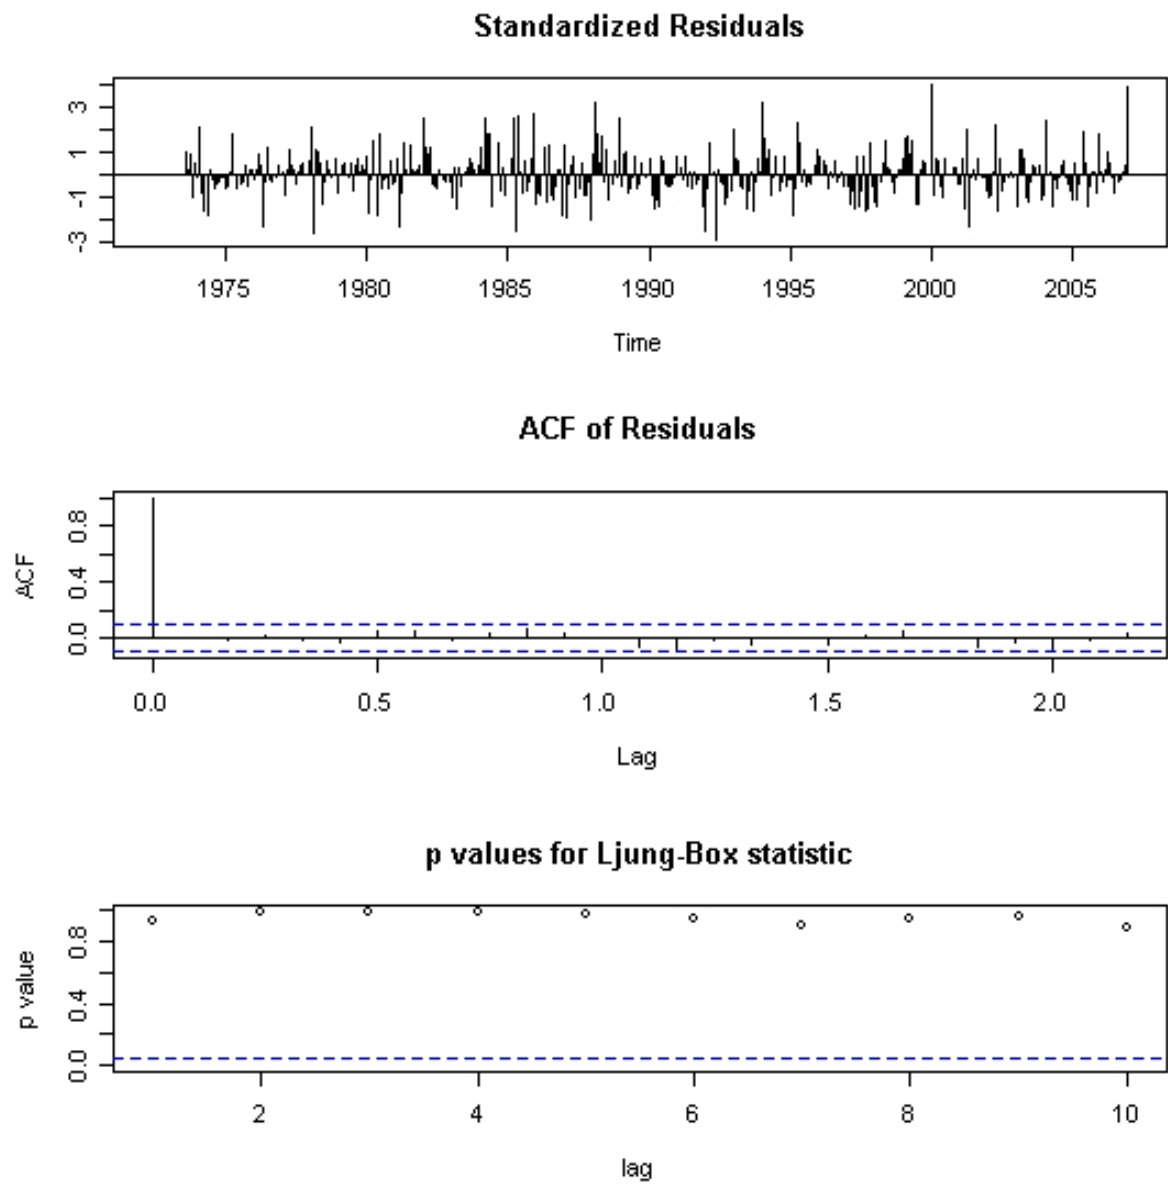 Standardized Residuals
3
1
-1
-3
1975 1980 1985 1990 1995 2000 2005
Time
ACF of Residuals
ACF
0.8
0.4
0.0
0.0 0.5 1.0 1.5 2.0
Lag
p values for Ljung-Box statistic
p value
0.8
0.4
0.0
2 4 6 8 10
lag